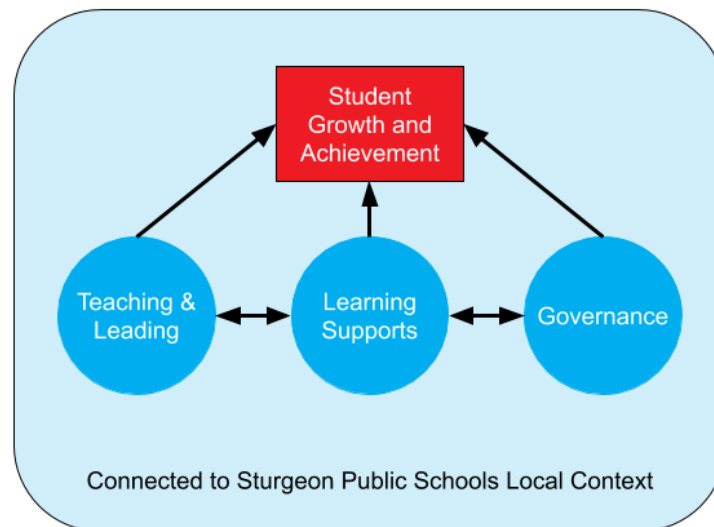 Student
Growth and
Achievement
Teaching &
Leading
Learning
Supports
Governance
Connected to Sturgeon Public Schools Local Context